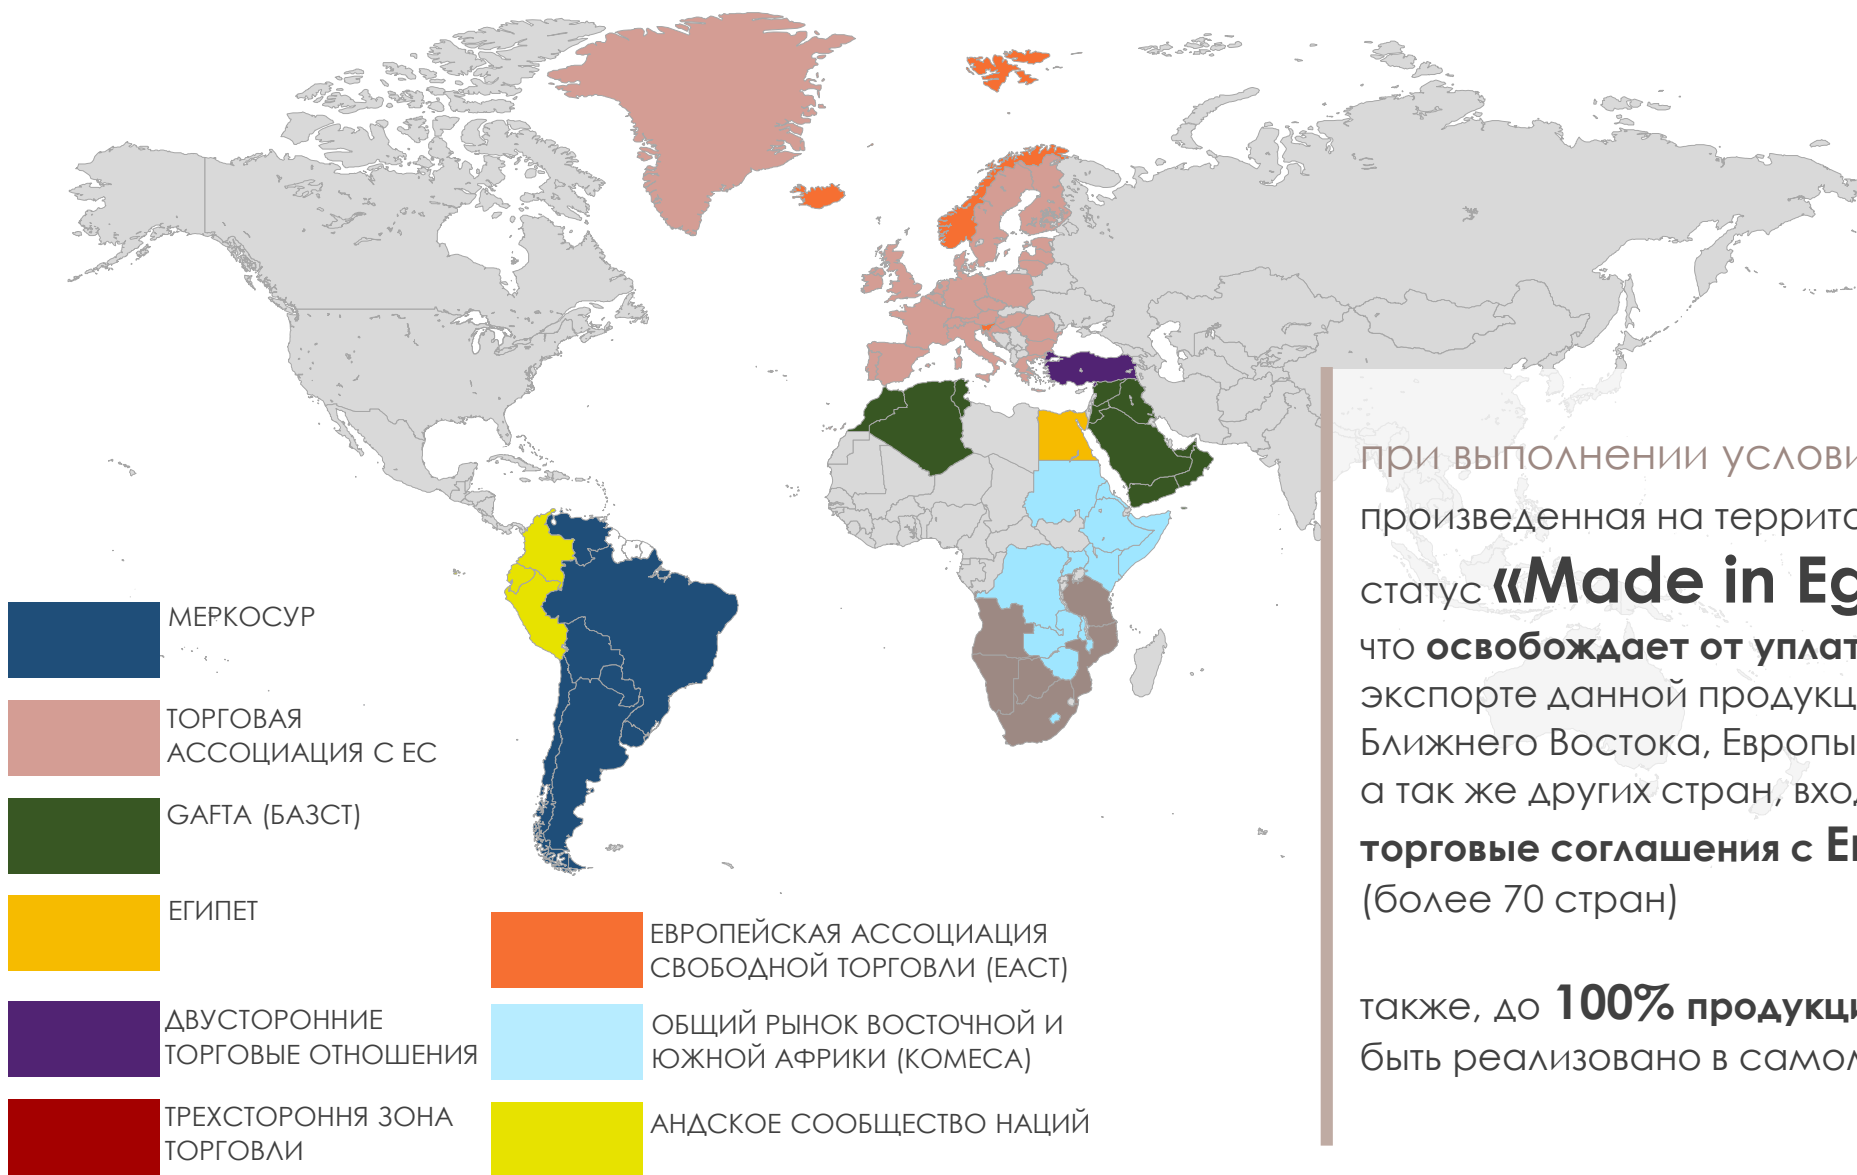 МЕРКОСУР
ТОРГОВАЯ
АССОЦИАЦИЯ С ЕС
GAFTA (БАЗСТ)
ЕГИПЕТ
ДВУСТОРОННИЕ
ТОРГОВЫЕ ОТНОШЕНИЯ
ТРЕХСТОРОННЯ ЗОНА
ТОРГОВЛИ
ЕВРОПЕЙСКАЯ АССОЦИАЦИЯ
СВОБОДНОЙ ТОРГОВЛИ (ЕАСТ)
ОБЩИЙ РЫНОК ВОСТОЧНОЙ И
ЮЖНОЙ АФРИКИ (КОМЕСА)
АНДСКОЕ СООБЩЕСТВО НАЦИЙ
при выполнении
произведенная на
статус «Made in
что освобождает от
экспорте данной
Ближнего Востока, Европы
а так же других стран,
торговые соглашения с
(более 70 стран)
также, до 100%
быть реализовано в